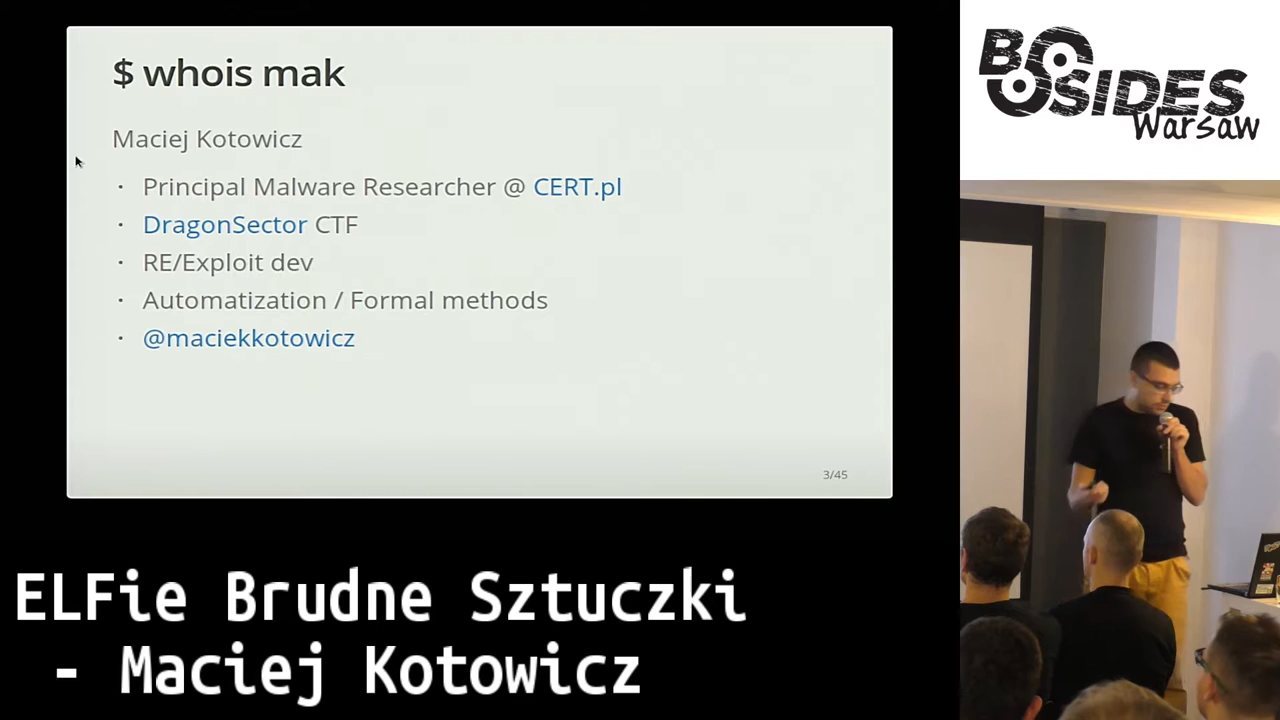 $ whois mak
Maciej Kotowicz
· Principal Malware Researcher @ CERT.pl
· DragonSector CTF
· RE/Exploit dev
· Automatization / Formal methods
· @maciekkotowicz
3/45
BSIDES
Warsaw
ELFie Brudne Sztuczki
- Maciej Kotowicz